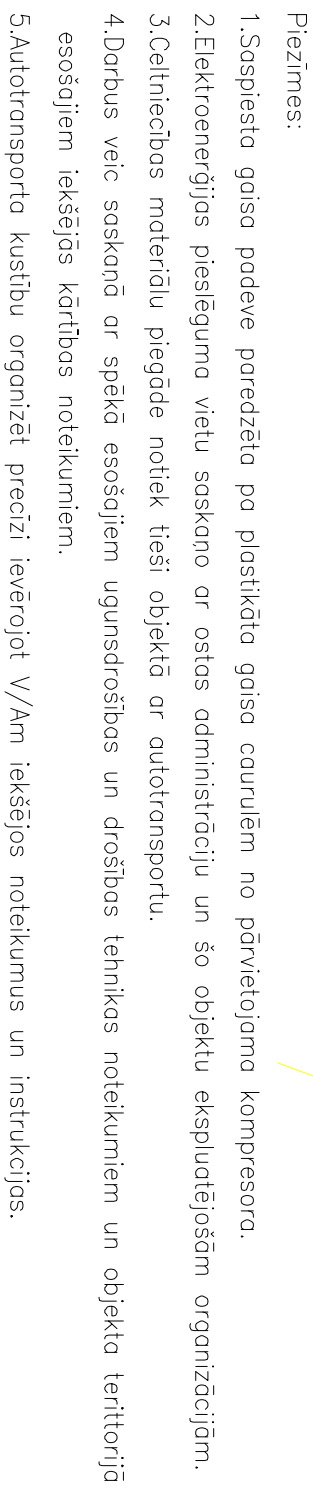 Piezīmes:
1.Saspiesta gaisa padeve paredzēta pa plastikāta gaisa caurulēm no pārvietojama kompresora.
2.Elektroenerģijas pieslēguma vietu saskaņo ar ostas administrāciju un šo objektu ekspluatējošām organizācijām.
3.Celtniecības materiālu piegāde notiek tieši objektā ar autotransportu.
4.Darbus veic saskaņā ar spēkā esošajiem ugunsdrošības un drošības tehnikas noteikumiem un objekta terittorijā
esošajiem iekšējās kārtības noteikumiem.
5.Autotransporta kustību organizēt precīzi ievērojot V/Am iekšējos noteikumus un instrukcijas.